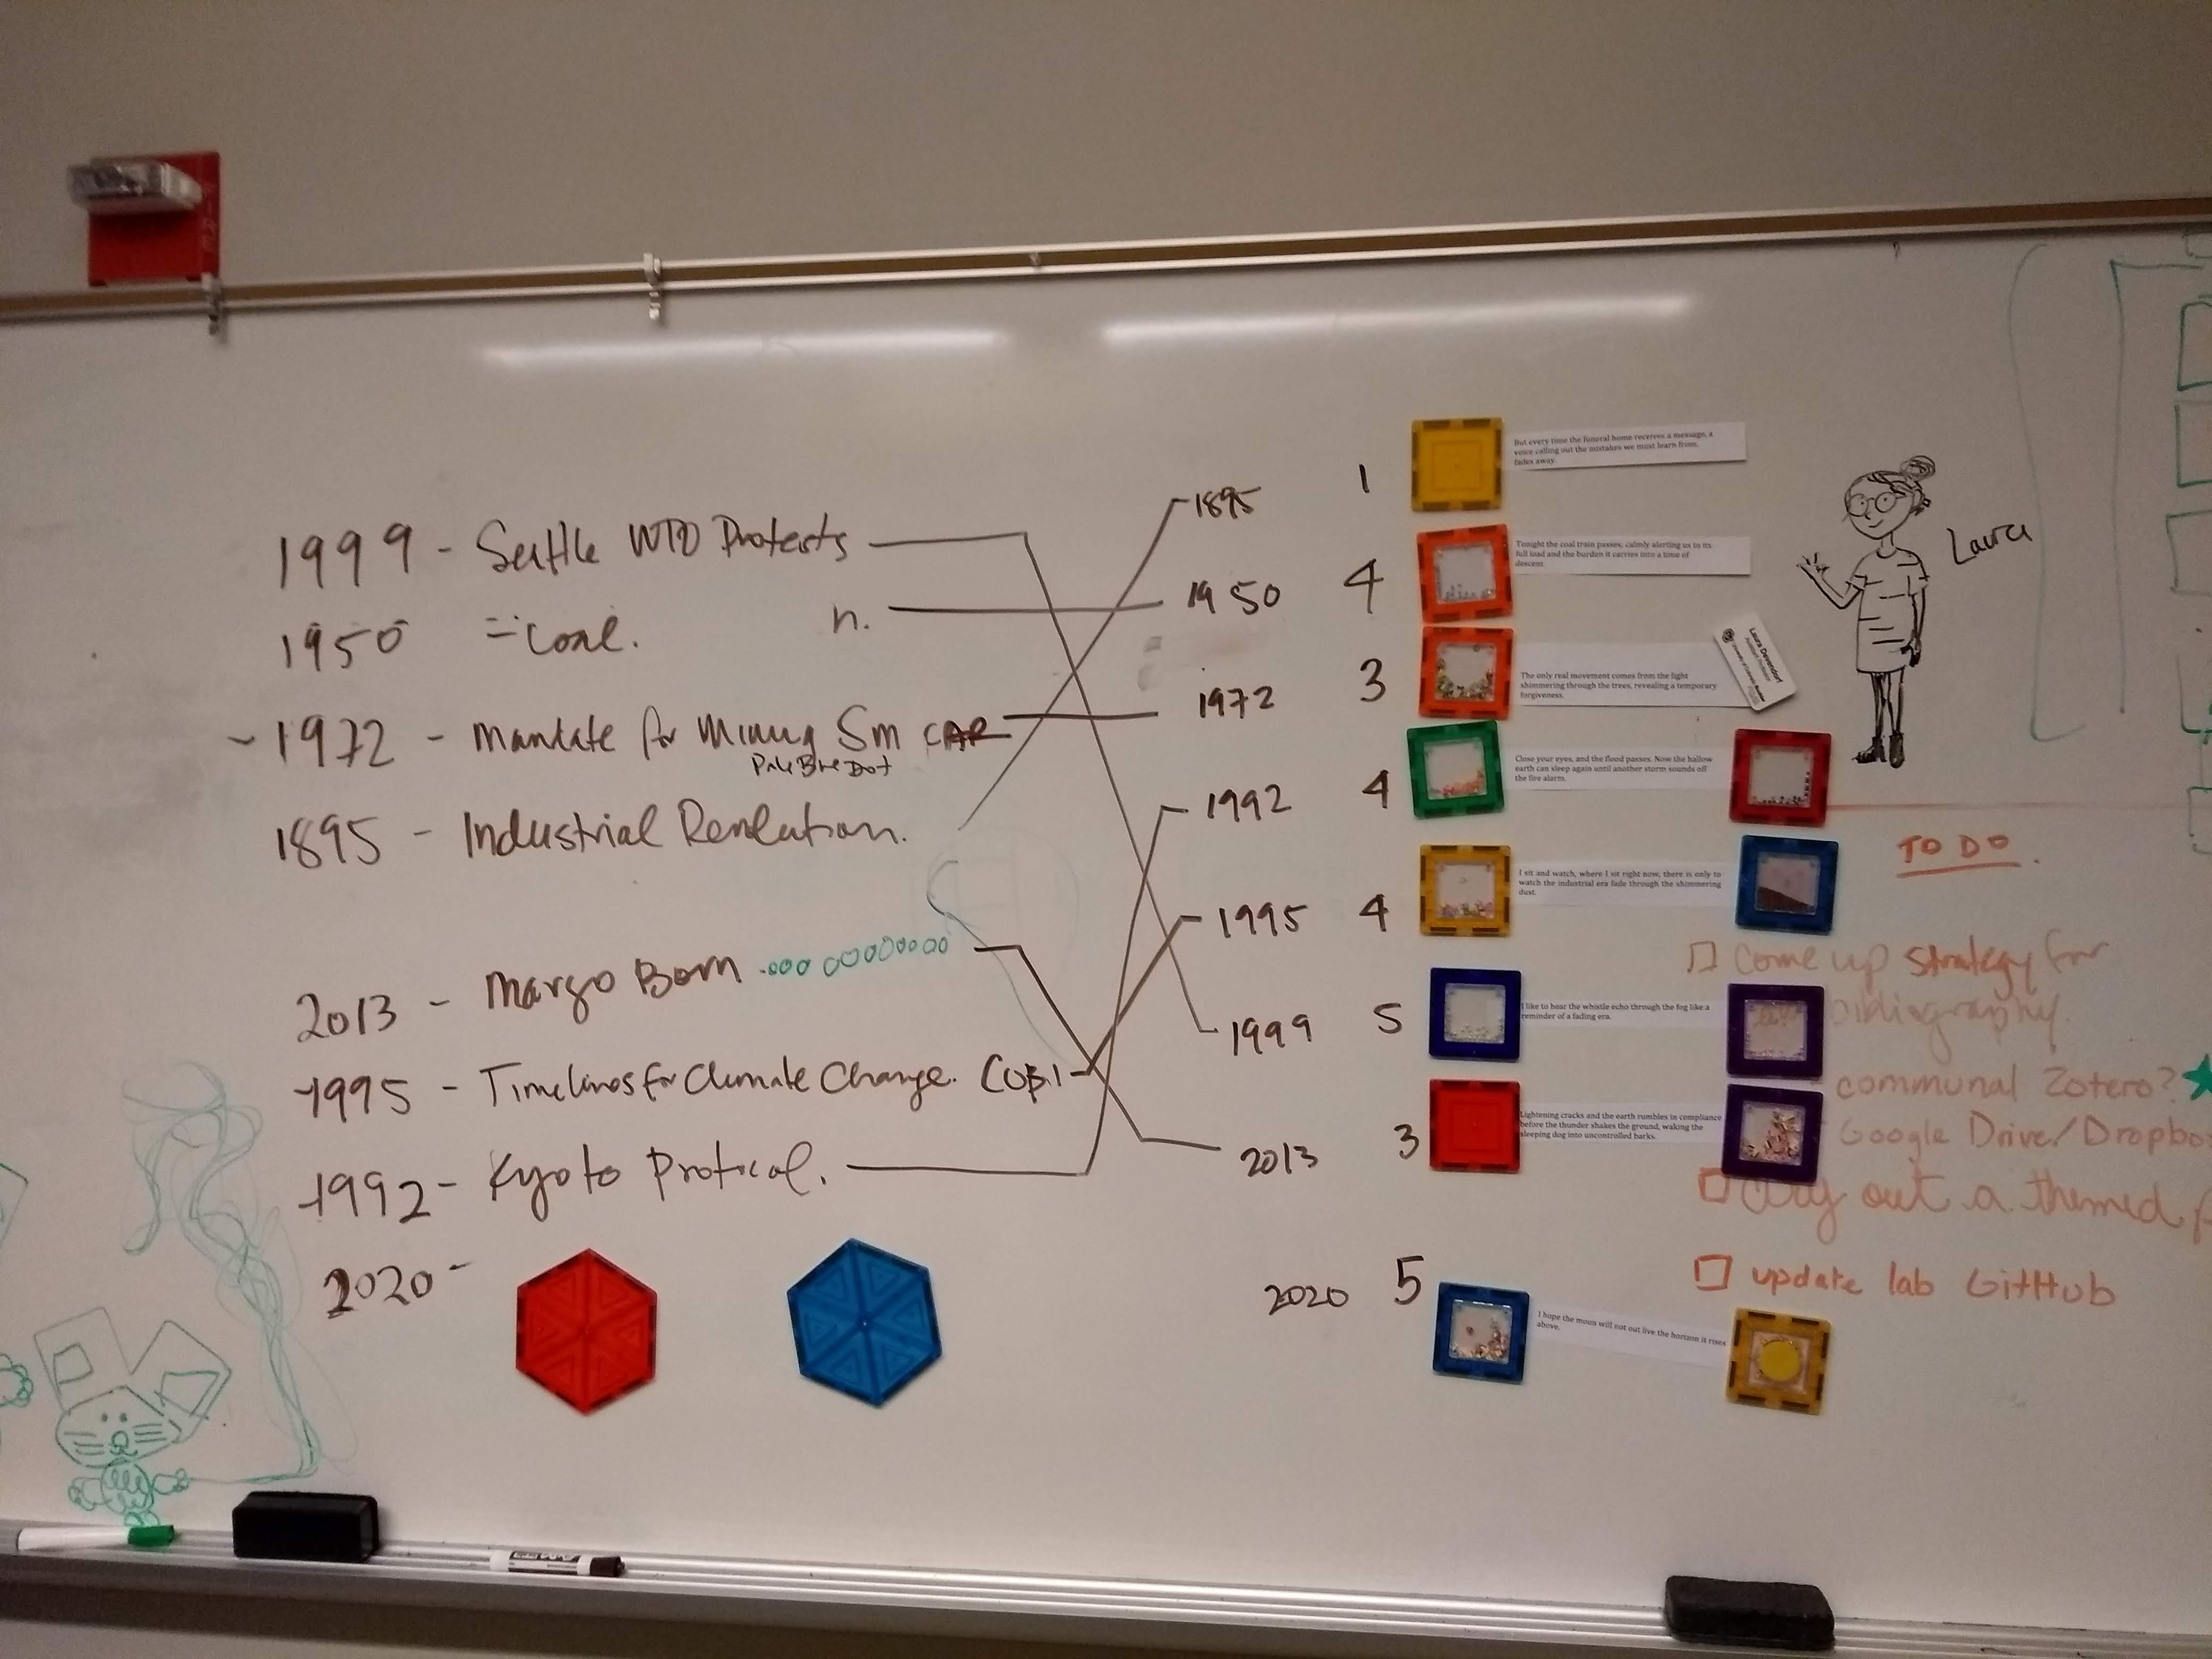 1999 - Seattle WTO Protests
1950 = Coal.
n.
- 1972 - Mandate for Mining Sm CAR
Pale Blue Dot
1895 - Industrial Revolution.
2013 - Margo Born
-1995 - Timelines for Climate Change. COP.1
-1992 - Kyoto Protical.
2020 -
1895
1950
1972
1992
1995
1999
2013
2020
1
4
3
4
4
5
3
5
But every time the funeral home receives a message, a
voice calling out the mistakes we must learn from,
fades away.
Tonight the coal train passes, calmly alerting us to its
full load and the burden it carries into a time of
descent.
The only real movement comes from the light
shimmering through the trees, revealing a temporary
forgiveness.
Close your eyes, and the flood passes. Now the hallow
earth can sleep again until another storm sounds off
the fire alarm.
I sit and watch, where I sit right now, there is only to
watch the industrial era fade through the shimmering
dust.
I like to hear the whistle echo through the fog like a
reminder of a fading era.
Lightening cracks and the earth rumbles in compliance
before the thunder shakes the ground, waking the
sleeping dog into uncontrolled barks.
I hope the moon will not out live the horizon it rises
above.
Laura
Laura Devendorf
TO DO.
come up strategy for
bibliography.
communal Zotero?
Google Drive/Dropbo
out a themed
update lab GitHub